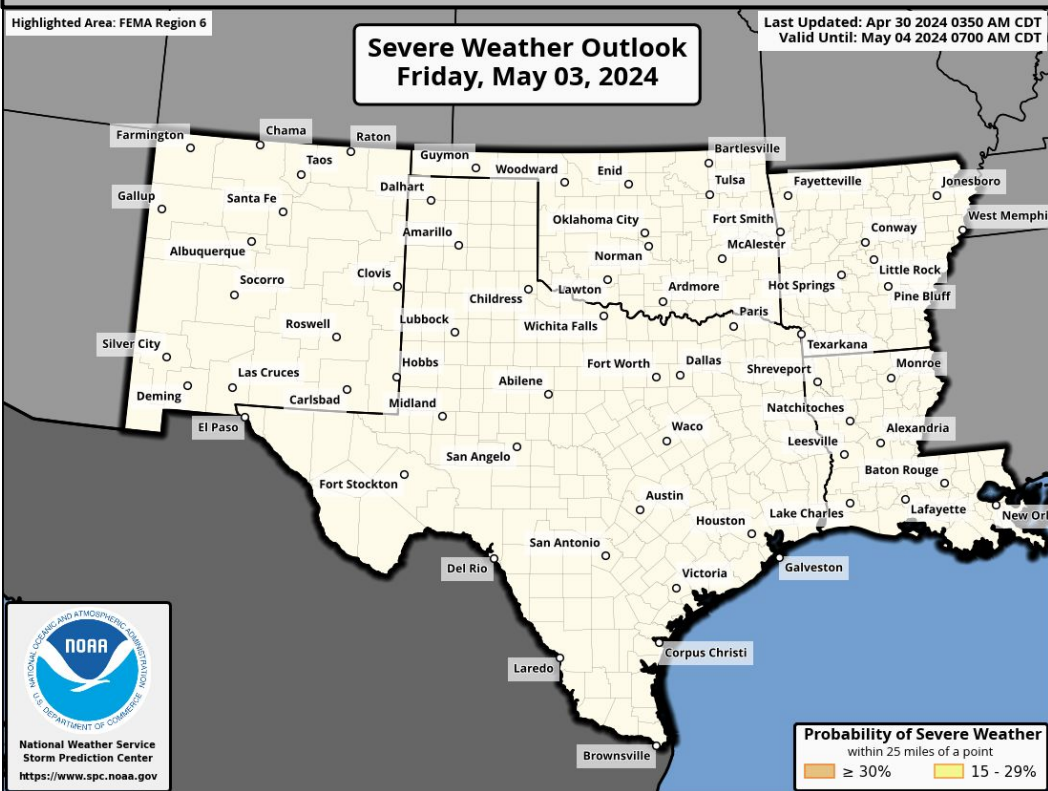 Highlighted Area: FEMA Region 6
Last Updated: Apr 30 2024 0350 AM CDT
Valid Until: May 04 2024 0700 AM CDT
Severe Weather Outlook
Friday, May 03, 2024
Farmington
Chama
Raton
Taos
Guymon
Woodward
Enid
Bartlesville
Tulsa
Fayetteville
Jonesboro
Gallup
Santa Fe
Dalhart
Oklahoma City
Fort Smith
West Memphi
Amarillo
Conway
Albuquerque
Norman
McAlester
Socorro
Clovis
Little Rock
Hot Springs
Lawton
Ardmore
Childress
Pine Bluff
Roswell
Lubbock
Wichita Falls
Paris
Silver City
Texarkana
Hobbs
Fort Worth
Dallas
Shreveport
Monroe
Las Cruces
Abilene
Deming
Carlsbad
Midland
Natchitoches
El Paso
Waco
Alexandria
Leesville
San Angelo
Baton Rouge
Fort Stockton
Austin
Lake Charles
Lafayette
New Orl
Houston
San Antonio
Del Rio
Galveston
Victoria
Corpus Christi
Laredo
Brownsville
NATIONAL OCEANIC AND ATMOSPHERIC ADMINISTRATION
NOAA
U.S. DEPARTMENT OF COMMERCE
National Weather Service
Storm Prediction Center
https://www.spc.noaa.gov
Probability of Severe Weather
within 25 miles of a point
≥ 30%
15 - 29%